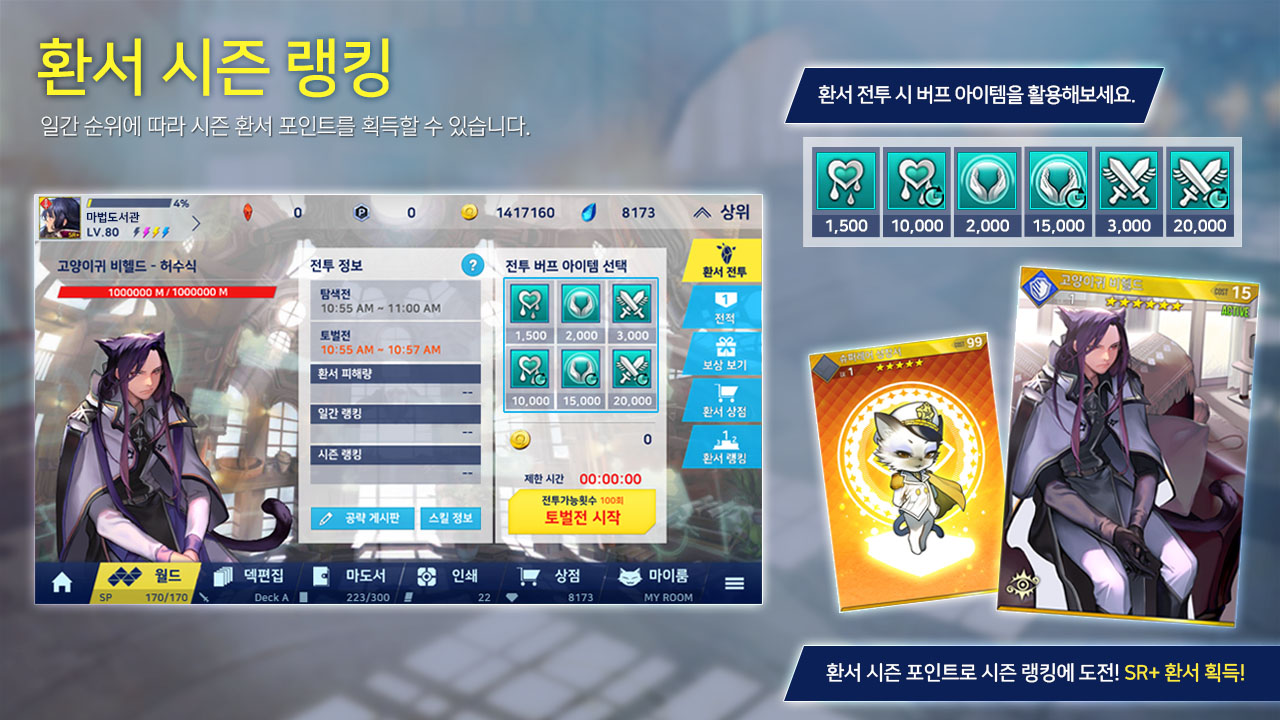 환서 시즌 랭킹
일간 순위에 따라 시즌 환서 포인트를 획득할 수 있습니다.
환서 전투 시 버프 아이템을 활용해보세요.
1,500 10,000 2,000 15,000 3,000 20,000
4%
마법도서관
LV.80
0 0 1417160 8173 상위
고양이귀 비헬드 - 허수식
1000000 M / 1000000 M
전투 정보 ?
탐색전
10:55 AM ~ 11:00 AM
토벌전
10:55 AM ~ 10:57 AM
환서 피해량
--
일간 랭킹
--
시즌 랭킹
--
공략 게시판 스킬 정보
전투 버프 아이템 선택
1,500 2,000 3,000
10,000 15,000 20,000
0
제한 시간 00:00:00
전투가능횟수 100회
토벌전 시작
환서 전투
전적
보상 보기
환서 상점
환서 랭킹
월드 덱편집 마도서 인쇄 상점 마이룸
SP 170/170 Deck A 223/300 22 8173 MY ROOM
COST 99
1
고양이귀 비헬드
COST 15
1
ACTIVE
환서 시즌 포인트로 시즌 랭킹에 도전! SR+ 환서 획득!